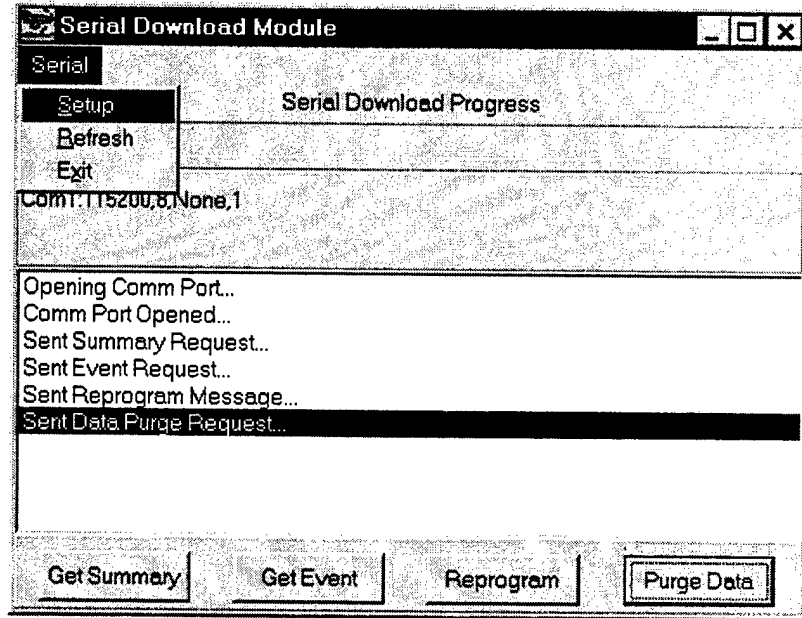 Serial Download Module
Serial
Setup
Serial Download Progress
Refresh
Exit
Com1:115200,8,None,1
Opening Comm Port...
Comm Port Opened...
Sent Summary Request...
Sent Event Request...
Sent Reprogram Message...
Sent Data Purge Request...
Get Summary
Get Event
Reprogram
Purge Data